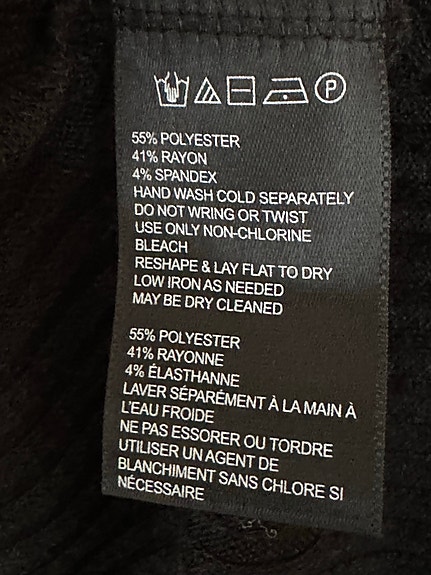 P
55% POLYESTER
41% RAYON
4% SPANDEX
HAND WASH COLD SEPARATELY
DO NOT WRING OR TWIST
USE ONLY NON-CHLORINE
BLEACH
RESHAPE & LAY FLAT TO DRY
LOW IRON AS NEEDED
MAY BE DRY CLEANED
55% POLYESTER
41% RAYONNE
4% ÉLASTHANNE
LAVER SÉPARÉMENT À LA MAIN À
L'EAU FROIDE
NE PAS ESSORER OU TORDRE
UTILISER UN AGENT DE
BLANCHIMENT SANS CHLORE SI
NÉCESSAIRE